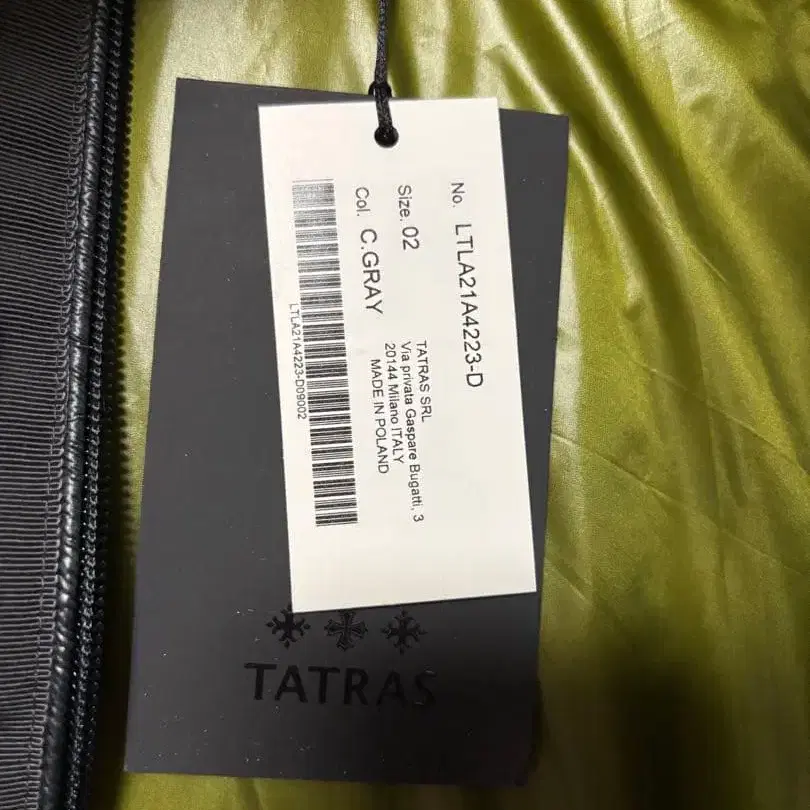 No. LTLA21A4223-D
Size. 02
Col. C.GRAY
TATRAS SRL
Via privata Gaspare Bugatti, 3
20144 Milano ITALY
MADE IN POLAND
LTLA21A4223-D09002
TATRAS